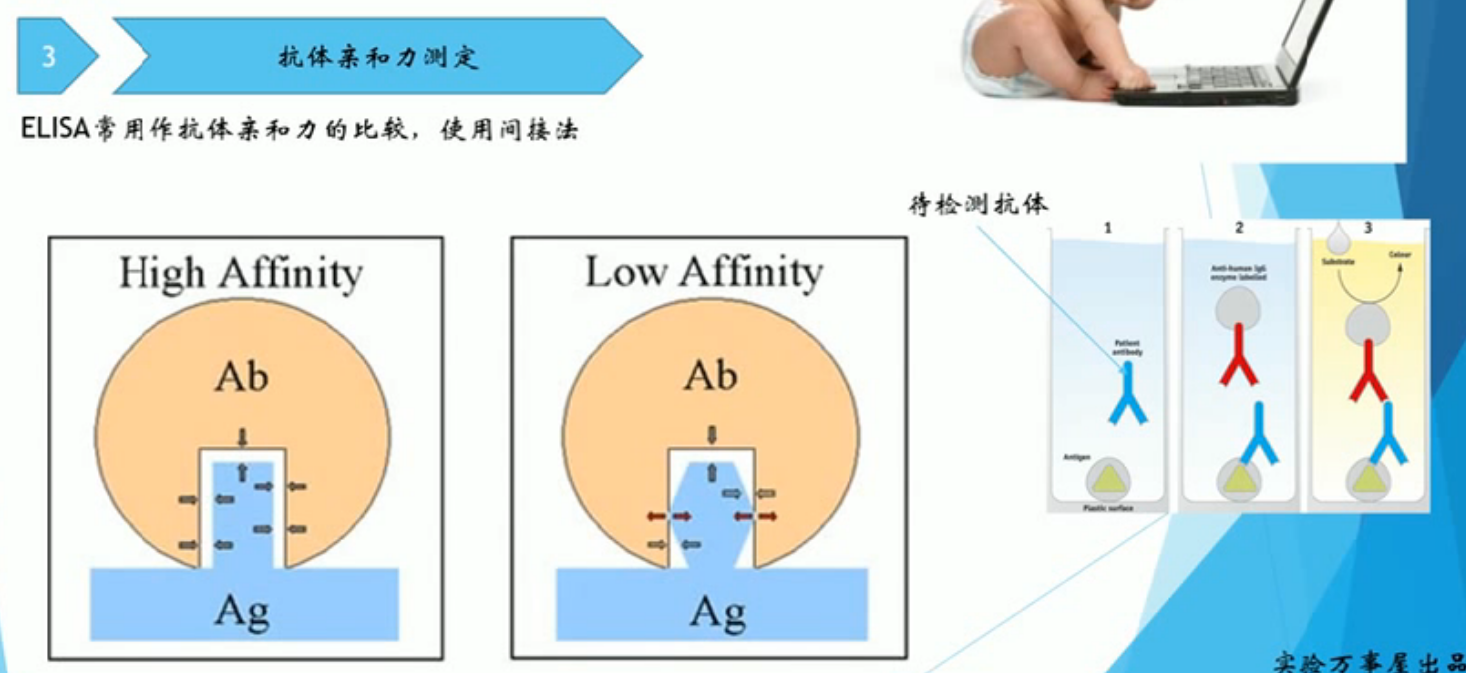 3
抗体亲和力测定
ELISA常用作抗体亲和力的比较，使用间接法
待检测抗体
High Affinity
Ab
Ag
Low Affinity
Ab
Ag
1
Patient
antibody
Antigen
Plastic surface
2
Anti-human IgG
enzyme labelled
3
Substrate
Colour
实验万事屋出品